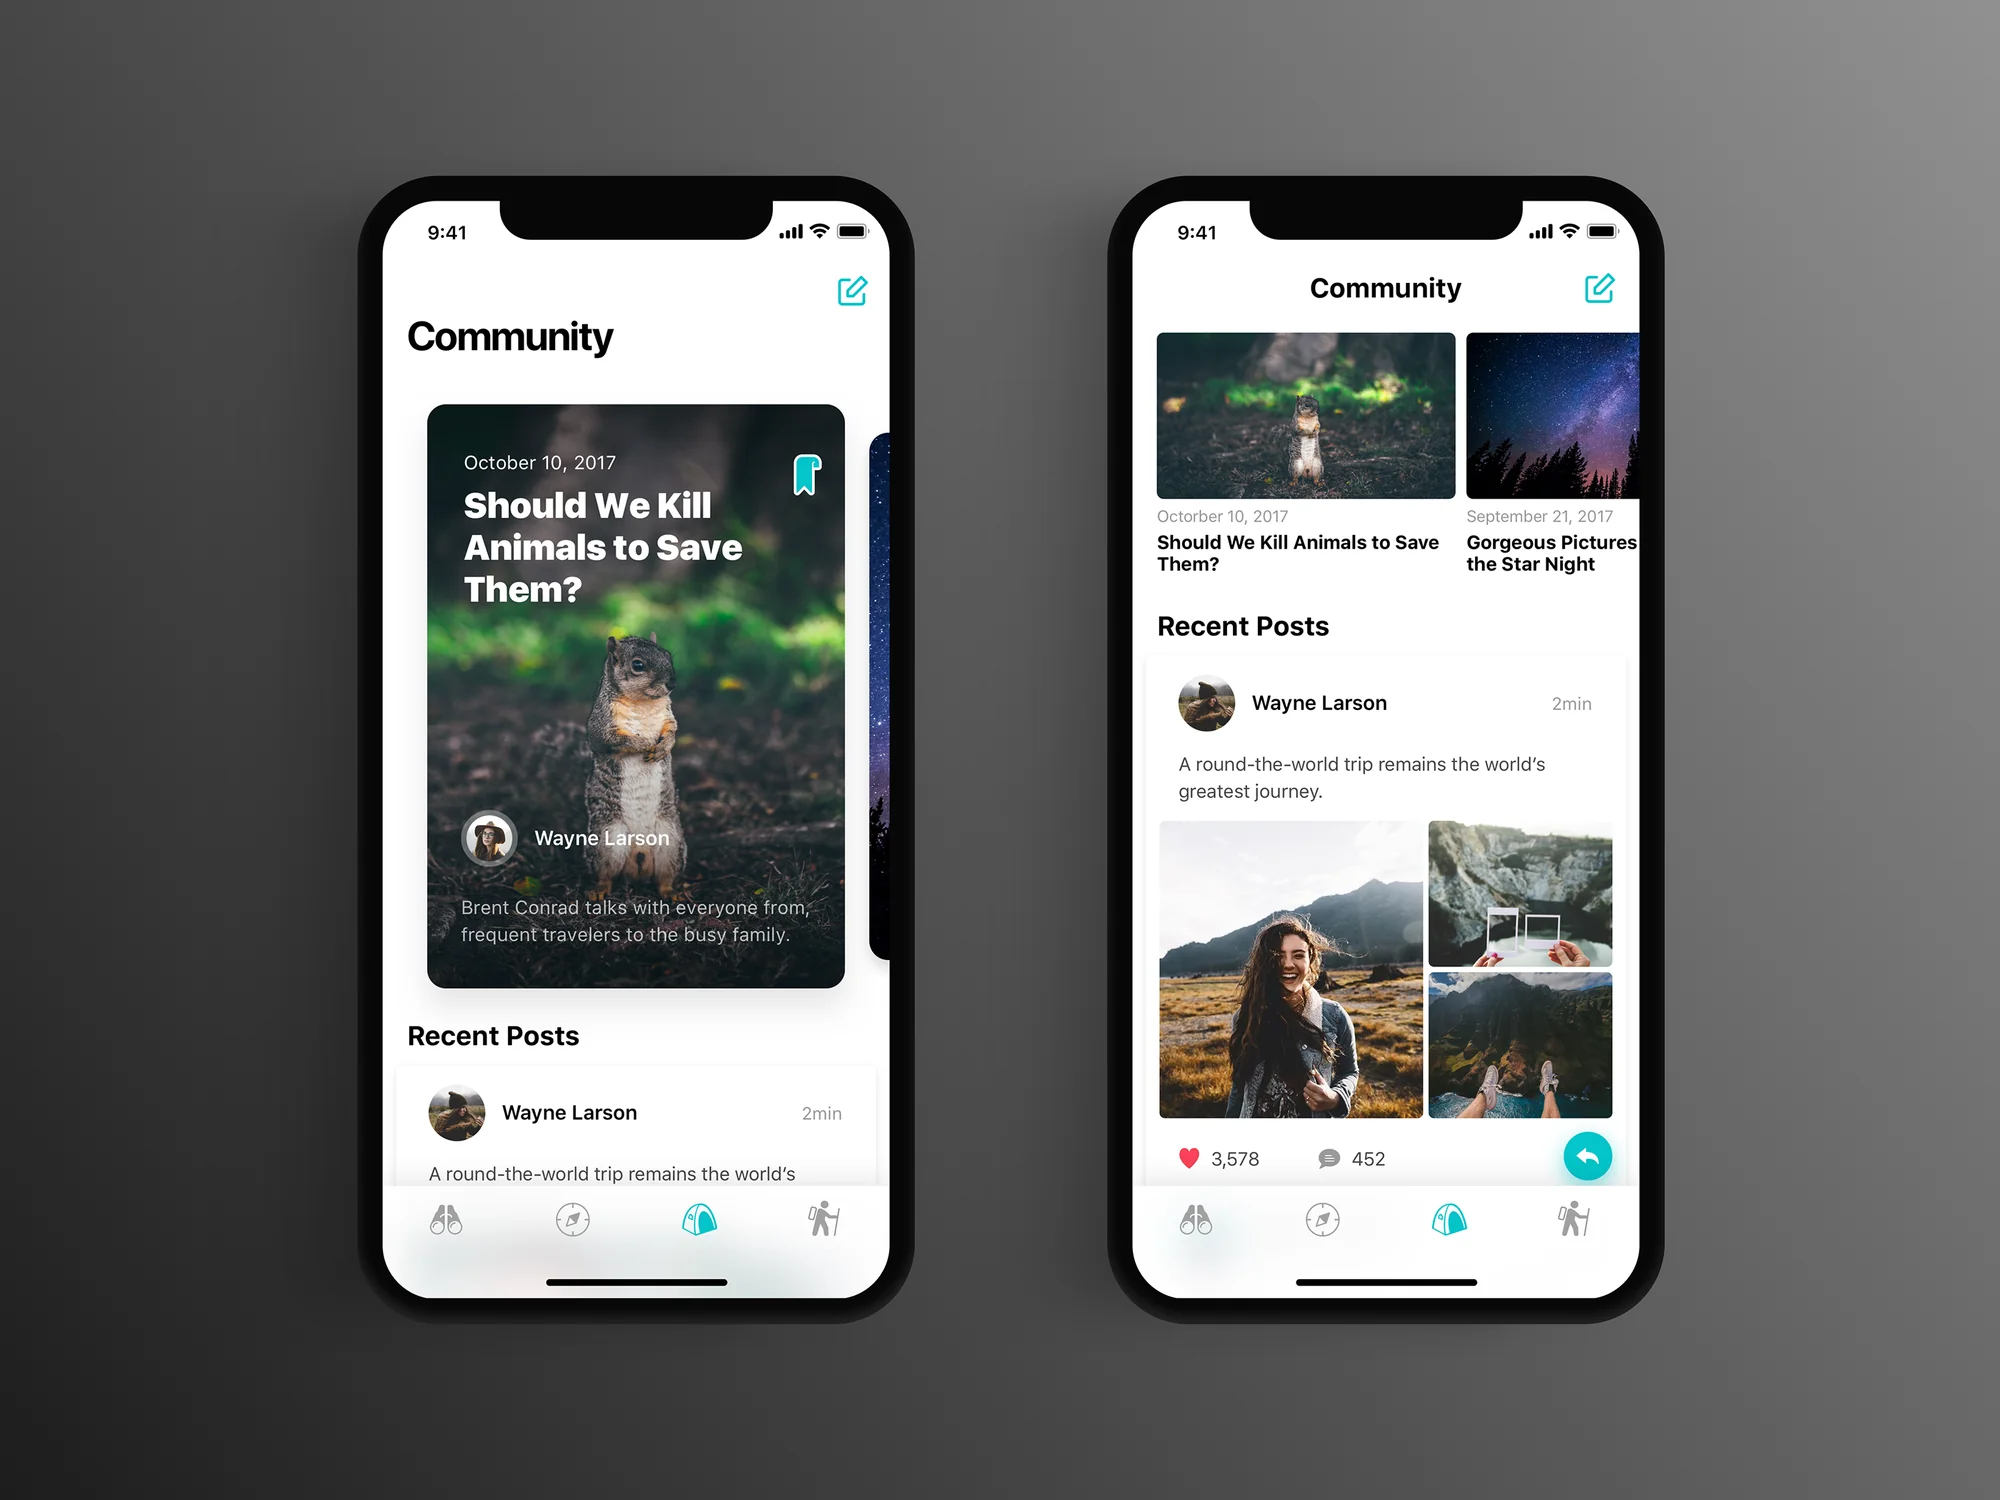 9:41
Community
October 10, 2017
Should We Kill
Animals to Save
Them?
Wayne Larson
Brent Conrad talks with everyone from,
frequent travelers to the busy family.
Recent Posts
Wayne Larson
2min
A round-the-world trip remains the world's
9:41
Community
Octorber 10, 2017
Should We Kill Animals to Save
Them?
September 21, 2017
Gorgeous Pictures
the Star Night
Recent Posts
Wayne Larson
2min
A round-the-world trip remains the world's
greatest journey.
3,578
452